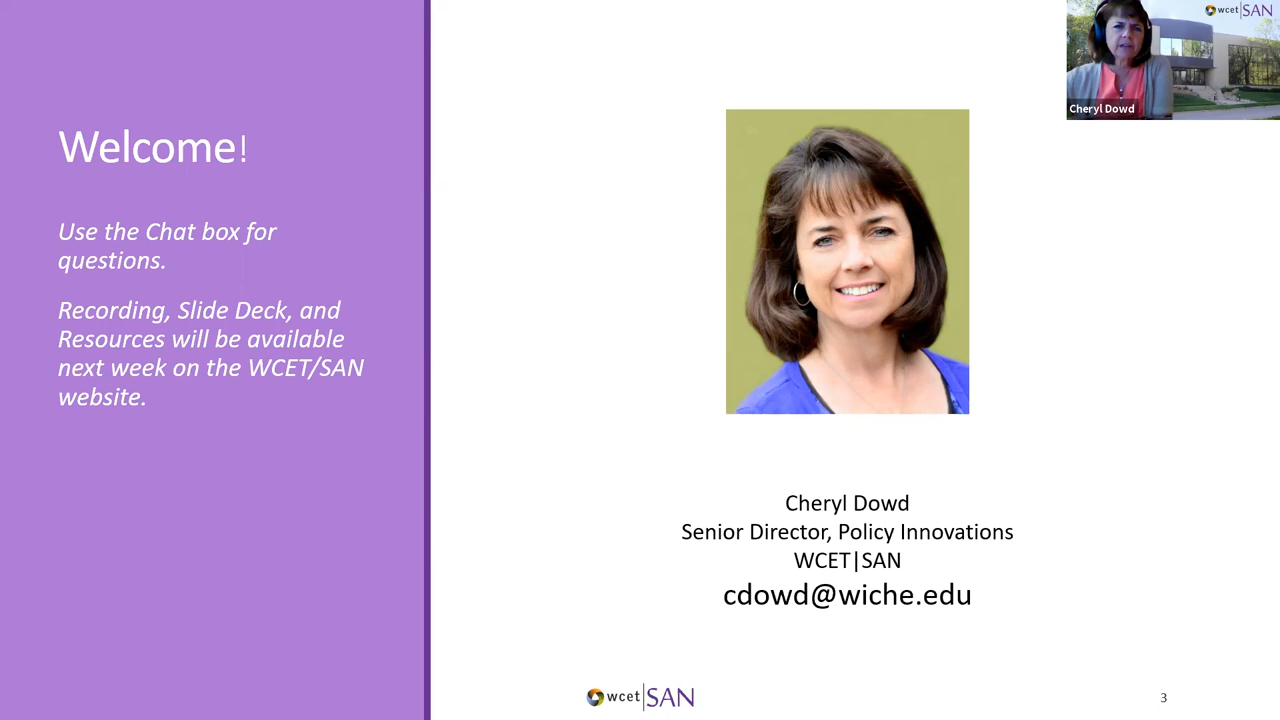 Welcome!
Use the Chat box for
questions.
Recording, Slide Deck, and
Resources will be available
next week on the WCET/SAN
website.
wcet|SAN
Cheryl Dowd
Cheryl Dowd
Senior Director, Policy Innovations
WCET|SAN
cdowd@wiche.edu
wcet|SAN
3